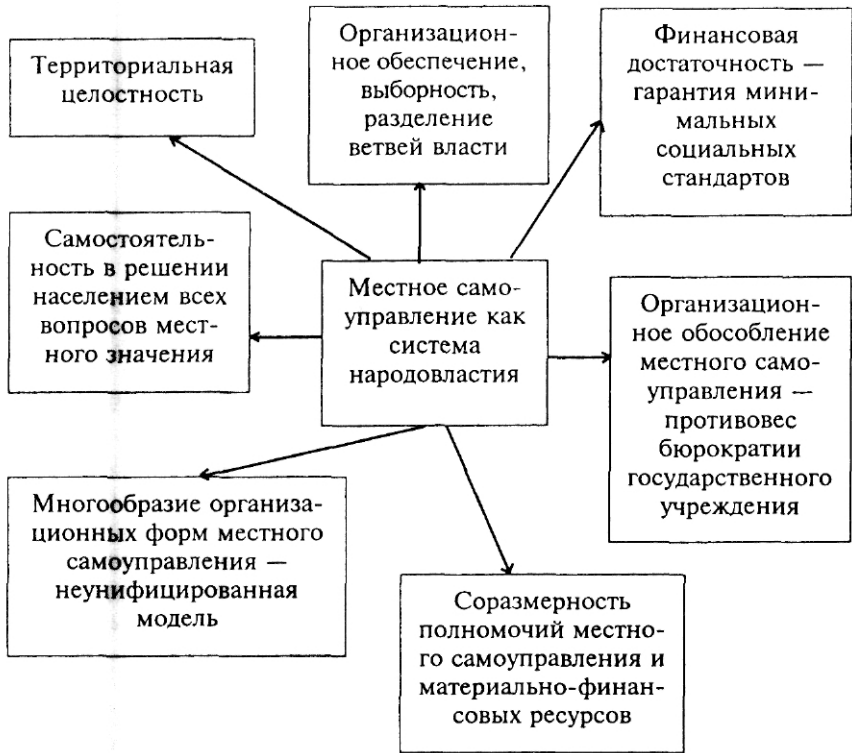 Территориальная
целостность
Организацион-
ное обеспечение,
выборность,
разделение
ветвей власти
Финансовая
достаточность —
гарантия мини-
мальных
социальных
стандартов
Самостоятель-
ность в решении
населением всех
вопросов мест-
ного значения
Местное само-
управление как
система
народовластия
Организацион-
ное обособление
местного само-
управления —
противовес
бюрократии
государственного
учреждения
Многообразие организа-
ционных форм местного
самоуправления —
неунифицированная
модель
Соразмерность
полномочий местно-
го самоуправления и
материально-финан-
совых ресурсов